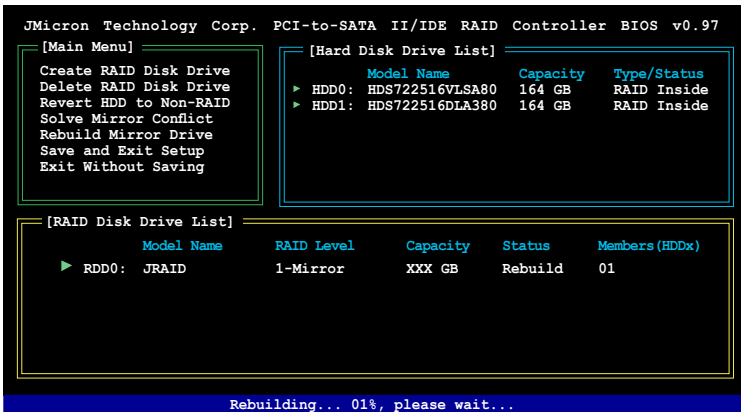 JMicron Technology Corp. PCI-to-SATA II/IDE RAID Controller BIOS v0.97
[Main Menu]
Create RAID Disk Drive
Delete RAID Disk Drive
Revert HDD to Non-RAID
Solve Mirror Conflict
Rebuild Mirror Drive
Save and Exit Setup
Exit Without Saving
[Hard Disk Drive List]
Model Name Capacity Type/Status
HDD0: HDS722516VLSA80 164 GB RAID Inside
HDD1: HDS722516DLA380 164 GB RAID Inside
[RAID Disk Drive List]
Model Name RAID Level Capacity Status Members(HDDx)
RDD0: JRAID 1-Mirror XXX GB Rebuild 01
Rebuilding... 01%, please wait...